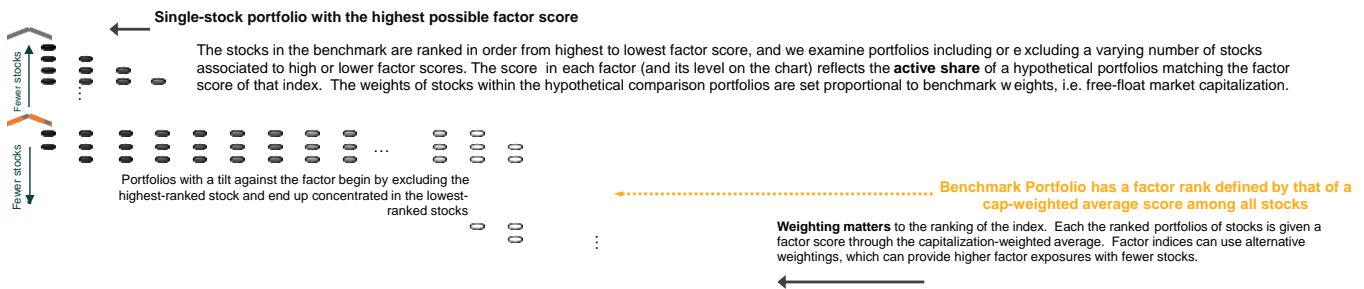 Single-stock portfolio with the highest possible factor score
The stocks in the benchmark are ranked in order from highest to lowest factor score, and we examine portfolios including or e xcluding a varying number of stocks
associated to high or lower factor scores. The score in each factor (and its level on the chart) reflects the active share of a hypothetical portfolios matching the factor
score of that index. The weights of stocks within the hypothetical comparison portfolios are set proportional to benchmark w eights, i.e. free-float market capitalization.
Fewer stocks
⋮
Fewer stocks
...
Portfolios with a tilt against the factor begin by excluding the
highest-ranked stock and end up concentrated in the lowest-
ranked stocks
Benchmark Portfolio has a factor rank defined by that of a
cap-weighted average score among all stocks
⋮
Weighting matters to the ranking of the index. Each the ranked portfolios of stocks is given a
factor score through the capitalization-weighted average. Factor indices can use alternative
weightings, which can provide higher factor exposures with fewer stocks.